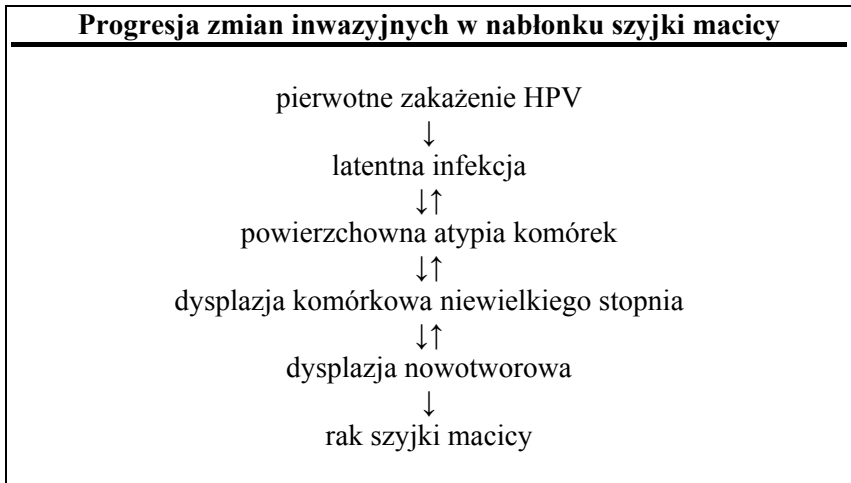 Progresja zmian inwazyjnych w nabłonku szyjki macicy
pierwotne zakażenie HPV
↓
latentna infekcja
↓↑
powierzchowna atypia komórek
↓↑
dysplazja komórkowa niewielkiego stopnia
↓↑
dysplazja nowotworowa
↓
rak szyjki macicy